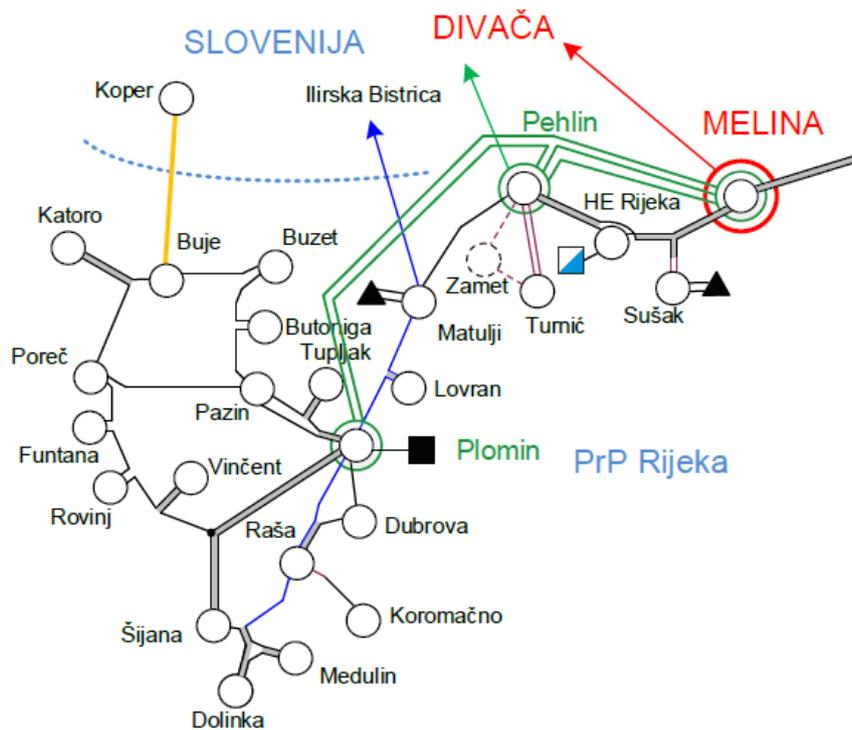 DIVAČA
SLOVENIJA
Koper
Ilirska Bistrica
Pehlin
MELINA
HE Rijeka
Katoro
Buje
Buzet
Zamet
Turnić
Sušak
Butoniga
Matulji
Tupljak
Poreč
Lovran
Pazin
Funtana
Plomin
PrP Rijeka
Vinčent
Rovinj
Raša
Dubrova
Koromačno
Šijana
Medulin
Dolinka